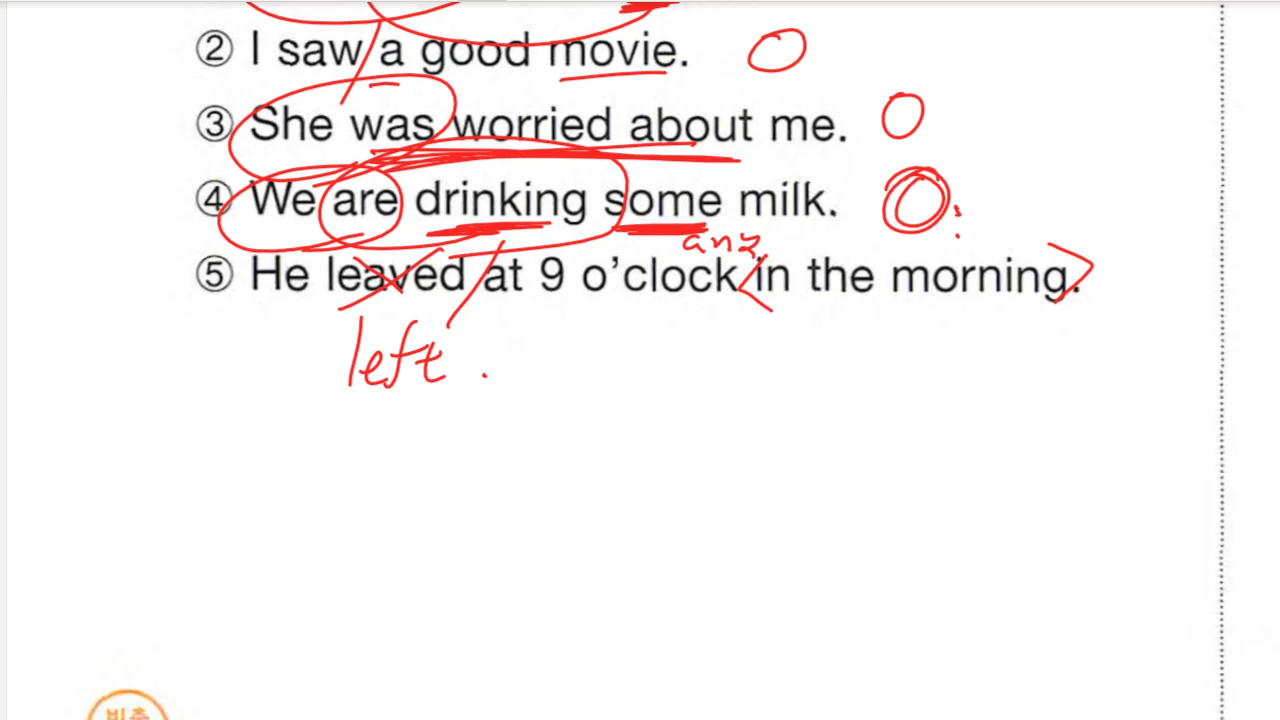 ② I saw a good movie.
③ She was worried about me.
④ We are drinking some milk.
any
⑤ He leaved at 9 o'clock in the morning.
left.